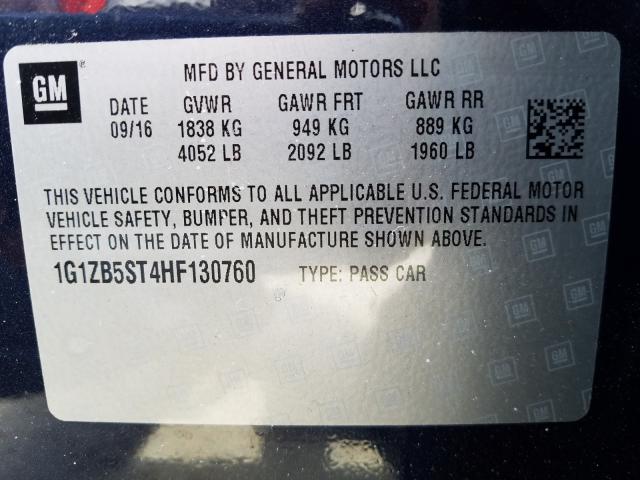 GM
MFD BY GENERAL MOTORS LLC
DATE GVWR GAWR FRT GAWR RR
09/16 1838 KG 949 KG 889 KG
4052 LB 2092 LB 1960 LB
THIS VEHICLE CONFORMS TO ALL APPLICABLE U.S. FEDERAL MOTOR
VEHICLE SAFETY, BUMPER, AND THEFT PREVENTION STANDARDS IN
EFFECT ON THE DATE OF MANUFACTURE SHOWN ABOVE.
1G1ZB5ST4HF130760 TYPE: PASS CAR